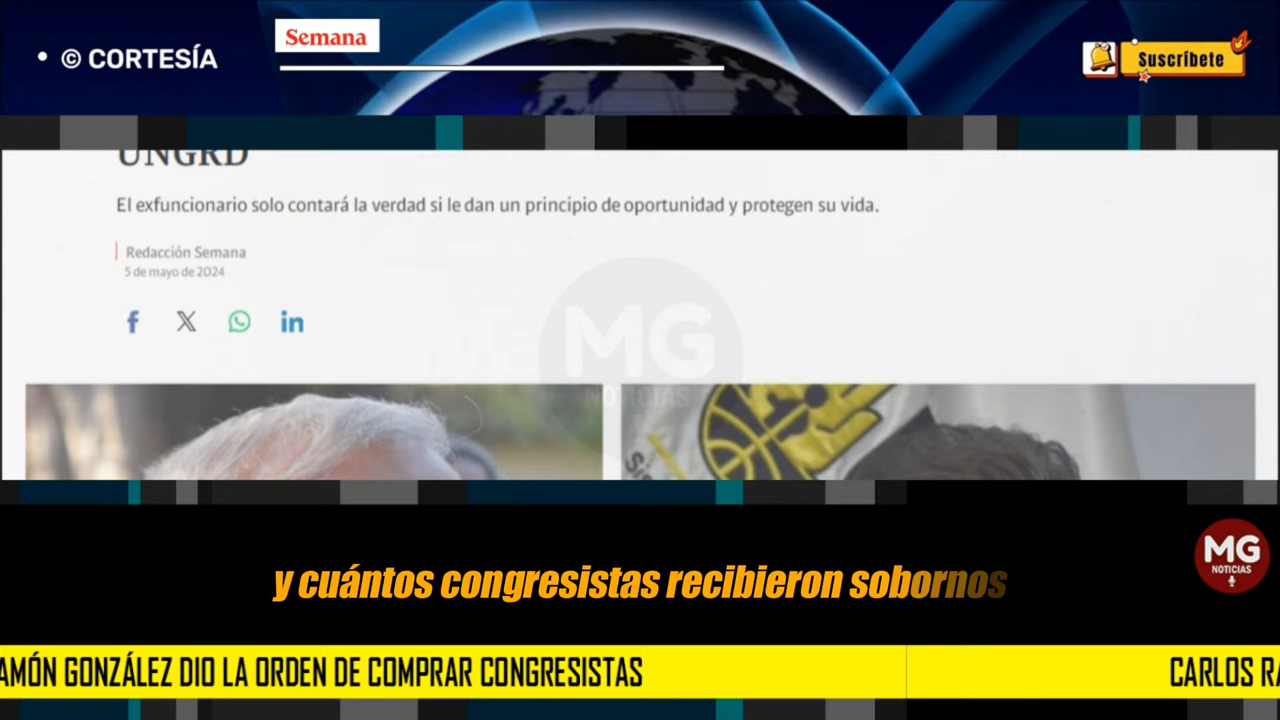 • © CORTESÍA
Semana
Suscríbete
UNGRD
El exfuncionario solo contará la verdad si le dan un principio de oportunidad y protegen su vida.
Redacción Semana
5 de mayo de 2024
MG
NOTICIAS
y cuántos congresistas recibieron sobornos
MG
NOTICIAS
AMÓN GONZÁLEZ DIO LA ORDEN DE COMPRAR CONGRESISTAS
CARLOS RA